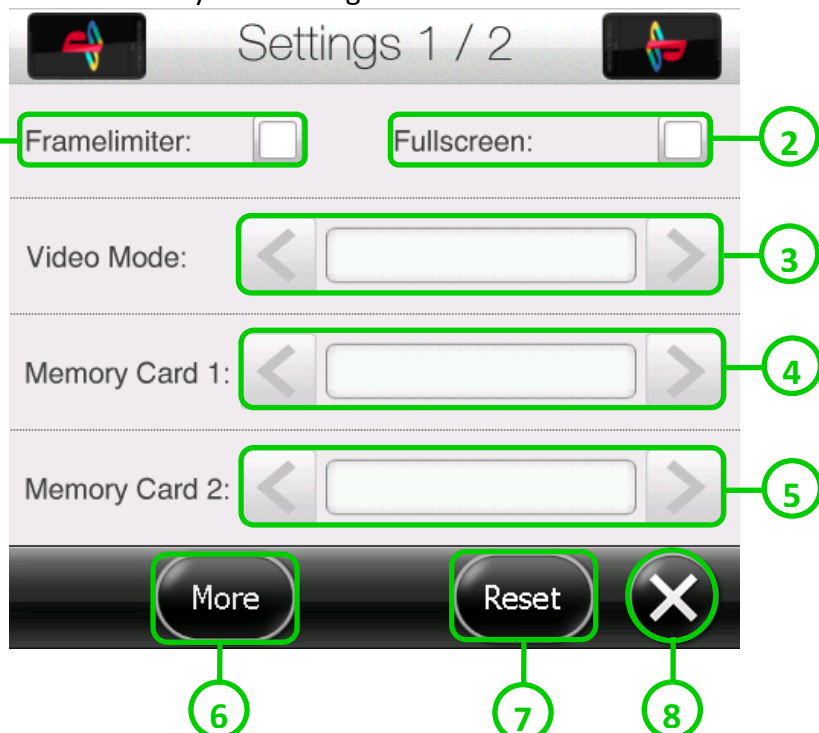 Settings 1 / 2
Framelimiter:
Fullscreen:
2
Video Mode:
3
Memory Card 1:
4
Memory Card 2:
5
More
Reset
6
7
8